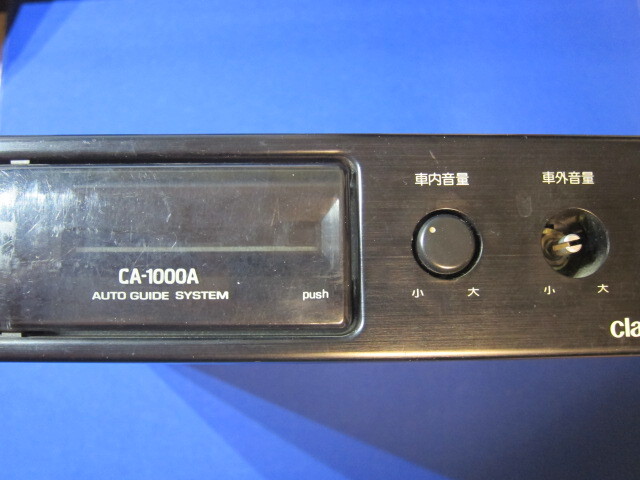 車内音量
車外音量
CA-1000A
AUTO GUIDE SYSTEM
push
小
大
小
大
cla